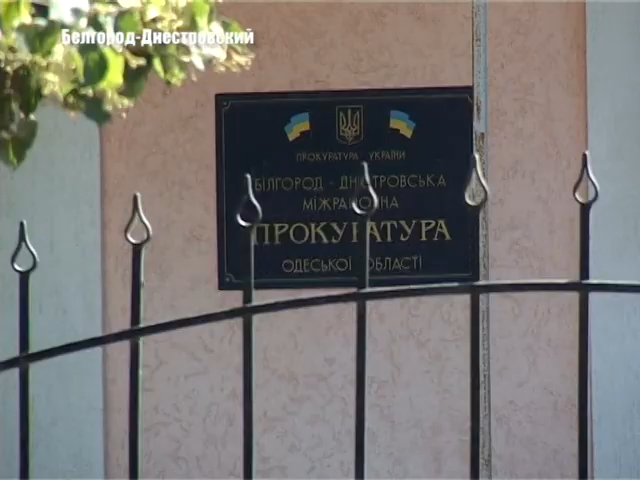 Белгород-Днестровский
ПРОКУРАТУРА УКРАЇНИ
БІЛГОРОД - ДНІСТРОВСЬКА
МІЖРАЙОННА
ПРОКУРАТУРА
ОДЕСЬКОЇ ОБЛАСТІ